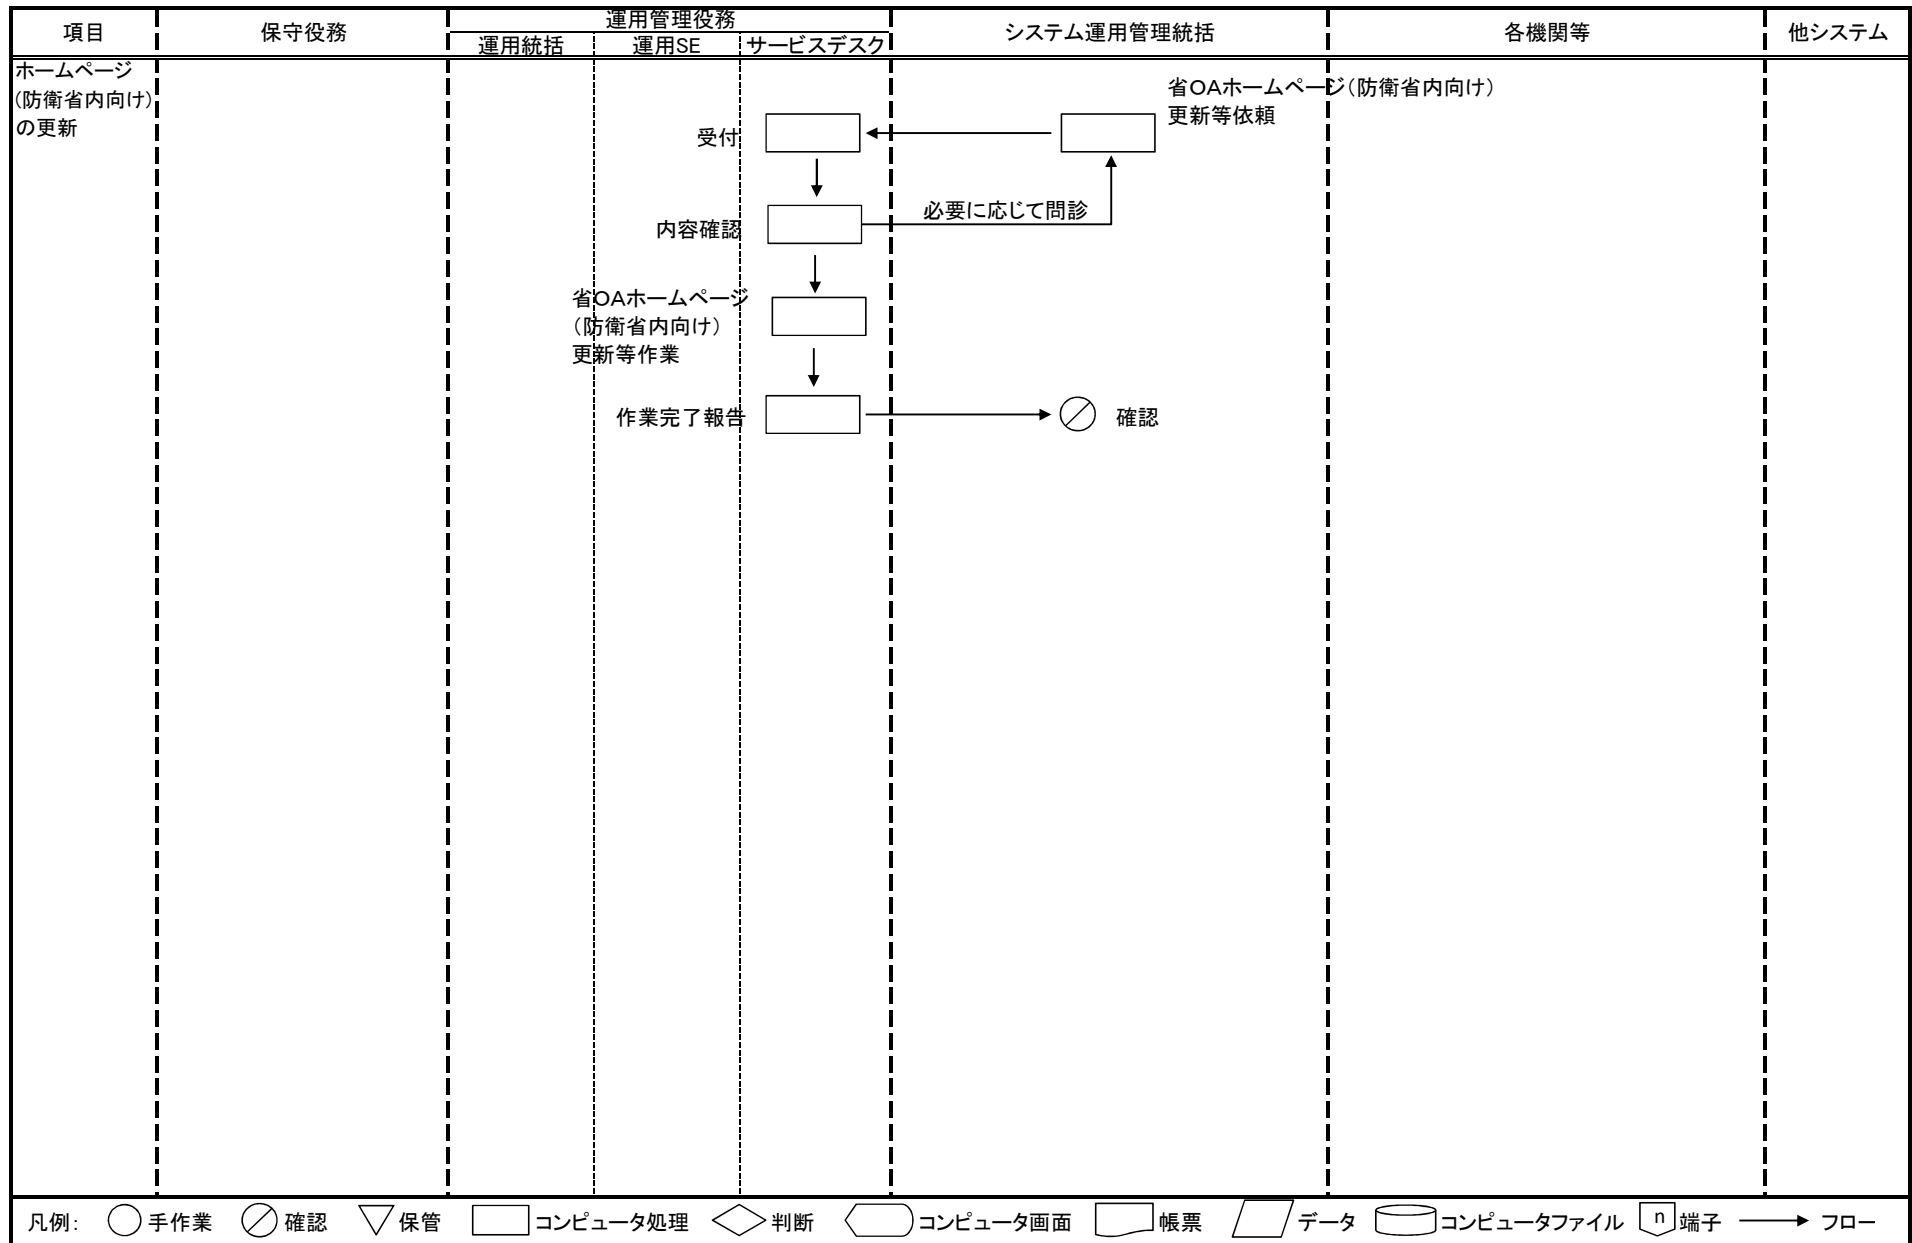 項目
保守役務
運用管理役務
運用統括
運用SE
サービスデスク
システム運用管理統括
各機関等
他システム
ホームページ
(防衛省内向け)
の更新
省OAホームページ(防衛省内向け)
更新等依頼
受付
必要に応じて問診
内容確認
省OAホームページ
(防衛省内向け)
更新等作業
作業完了報告
確認
凡例: 手作業 確認 保管 コンピュータ処理 判断 コンピュータ画面 帳票 データ コンピュータファイル n 端子 フロー